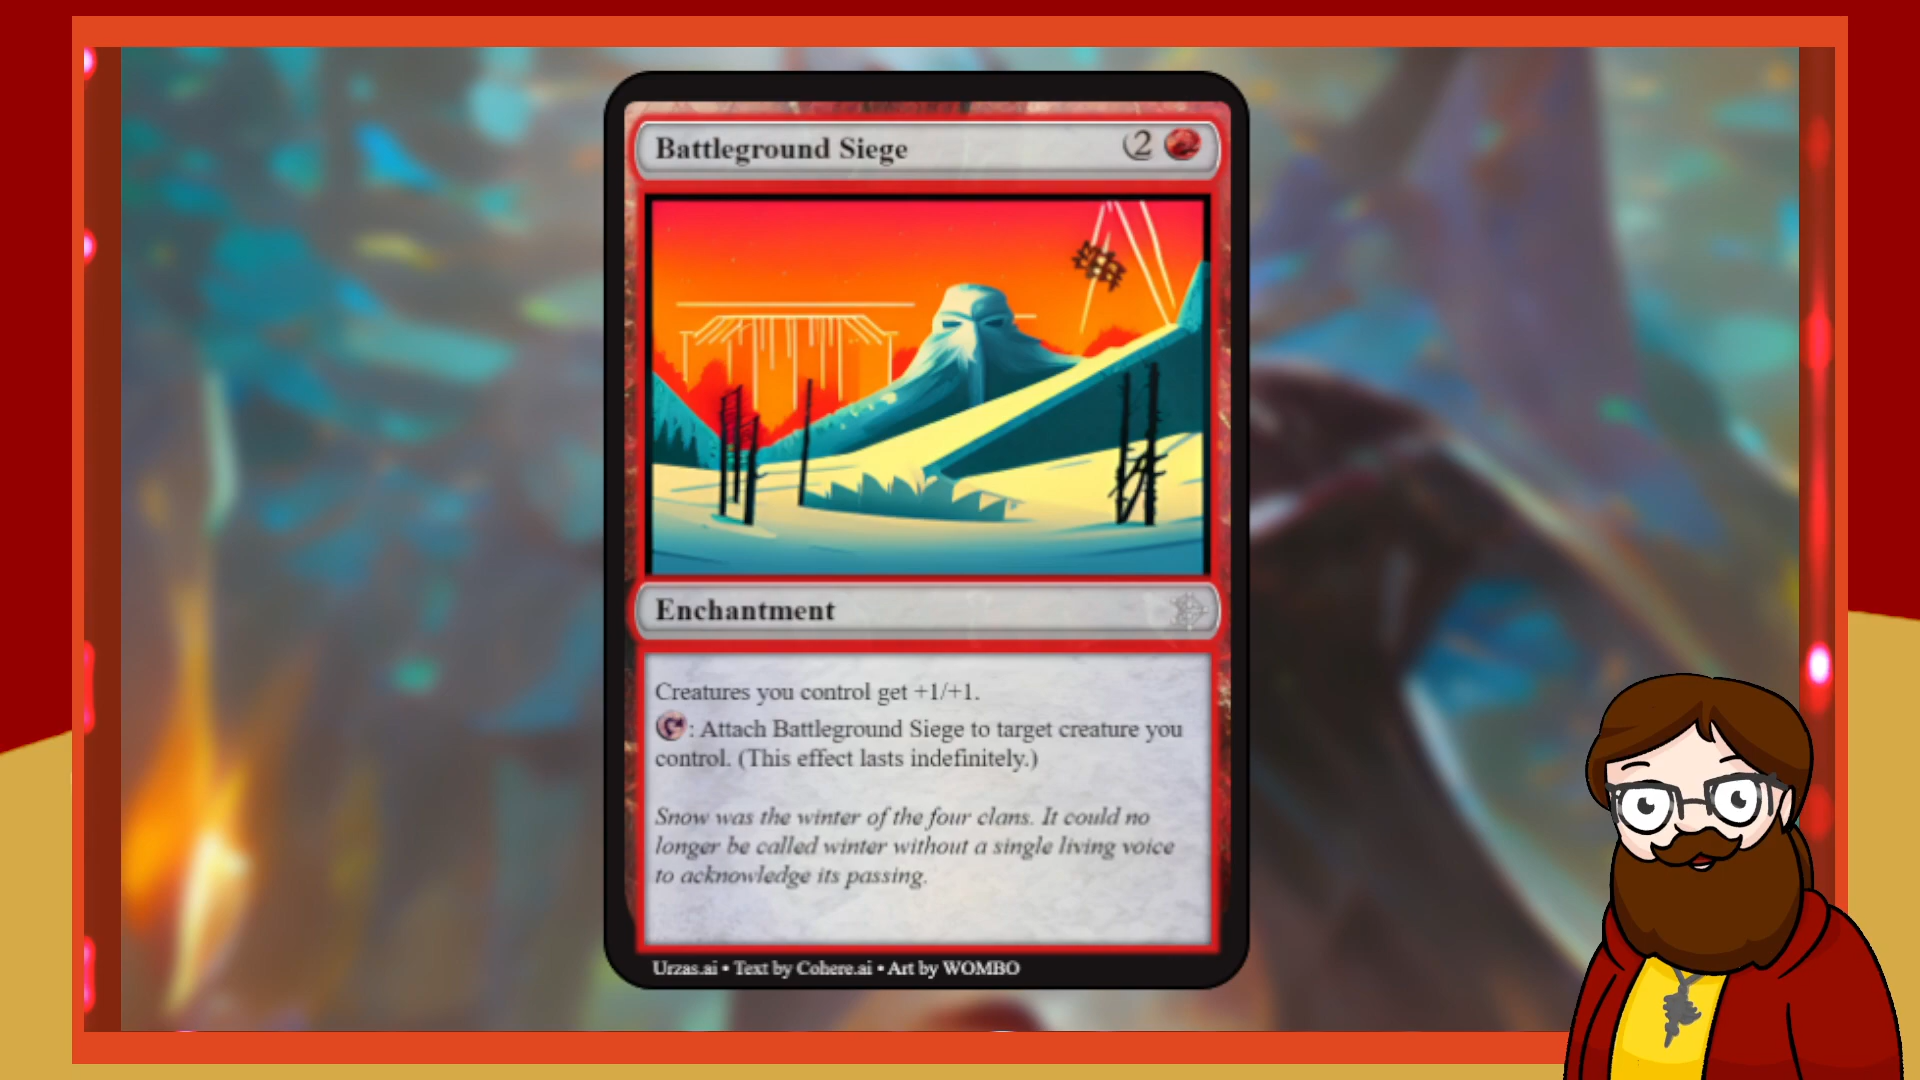 Battleground Siege 2
Enchantment
Creatures you control get +1/+1.
: Attach Battleground Siege to target creature you
control. (This effect lasts indefinitely.)
Snow was the winter of the four clans. It could no
longer be called winter without a single living voice
to acknowledge its passing.
Urzas.ai • Text by Cohere.ai • Art by WOMBO